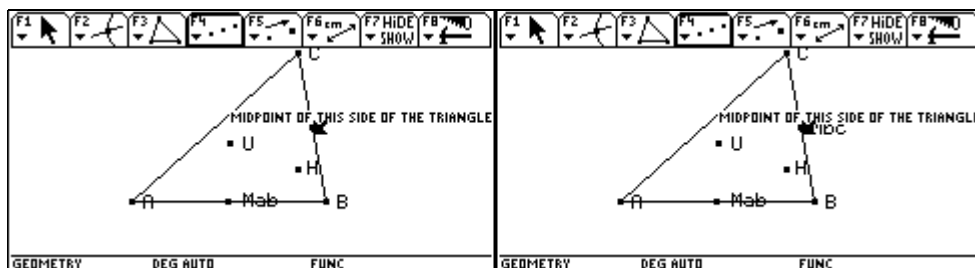 F1 F2 F3 F4 F5 F6 cm F7 HiDE SHOW F8
C
MIDPOINT OF THIS SIDE OF THE TRIANGLE
U
H
A Mab B
GEOMETRY DEG AUTO FUNC
F1 F2 F3 F4 F5 F6 cm F7 HiDE SHOW F8
C
MIDPOINT OF THIS SIDE OF THE TRIANGLE
U
H
A Mab B
GEOMETRY DEG AUTO FUNC